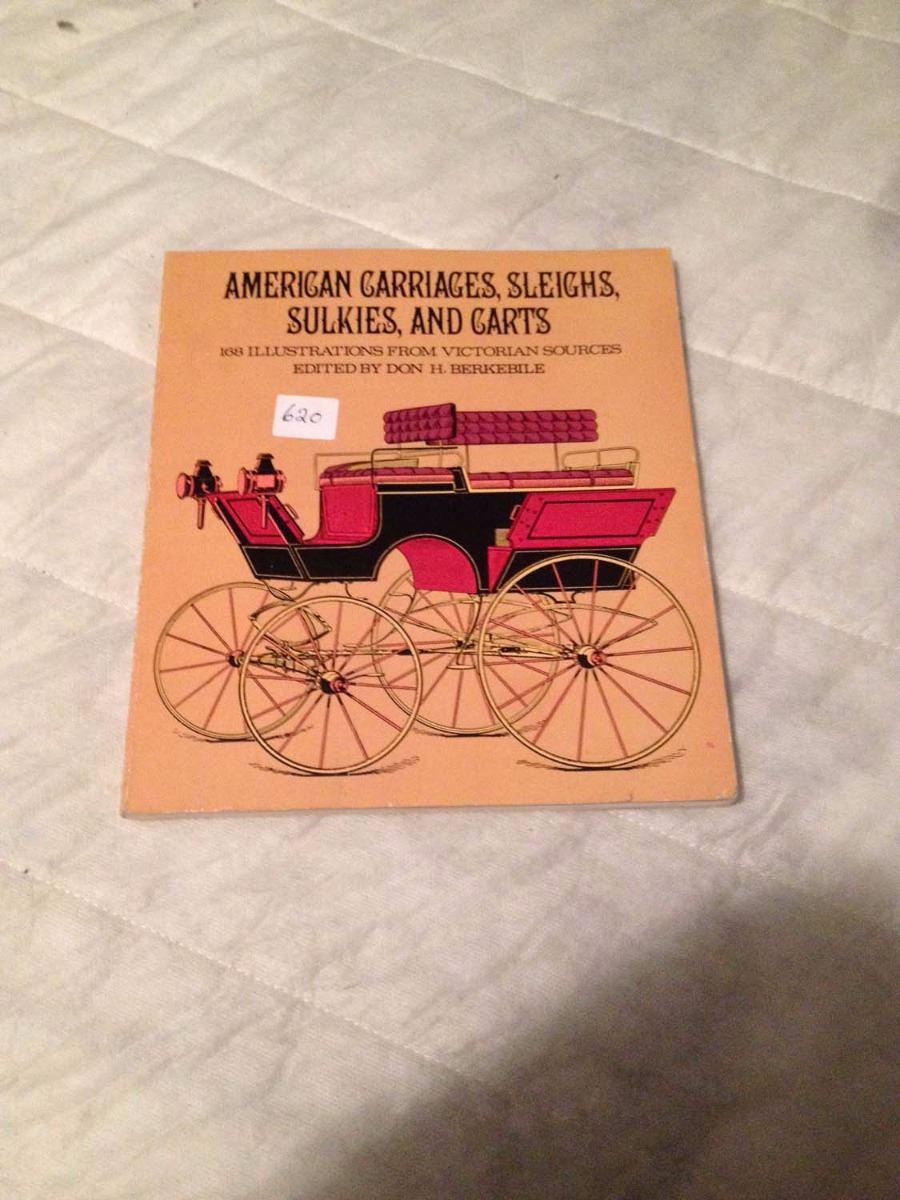 AMERICAN CARRIAGES, SLEIGHS,
SULKIES, AND CARTS
168 ILLUSTRATIONS FROM VICTORIAN SOURCES
EDITED BY DON H. BERKEBILE
620